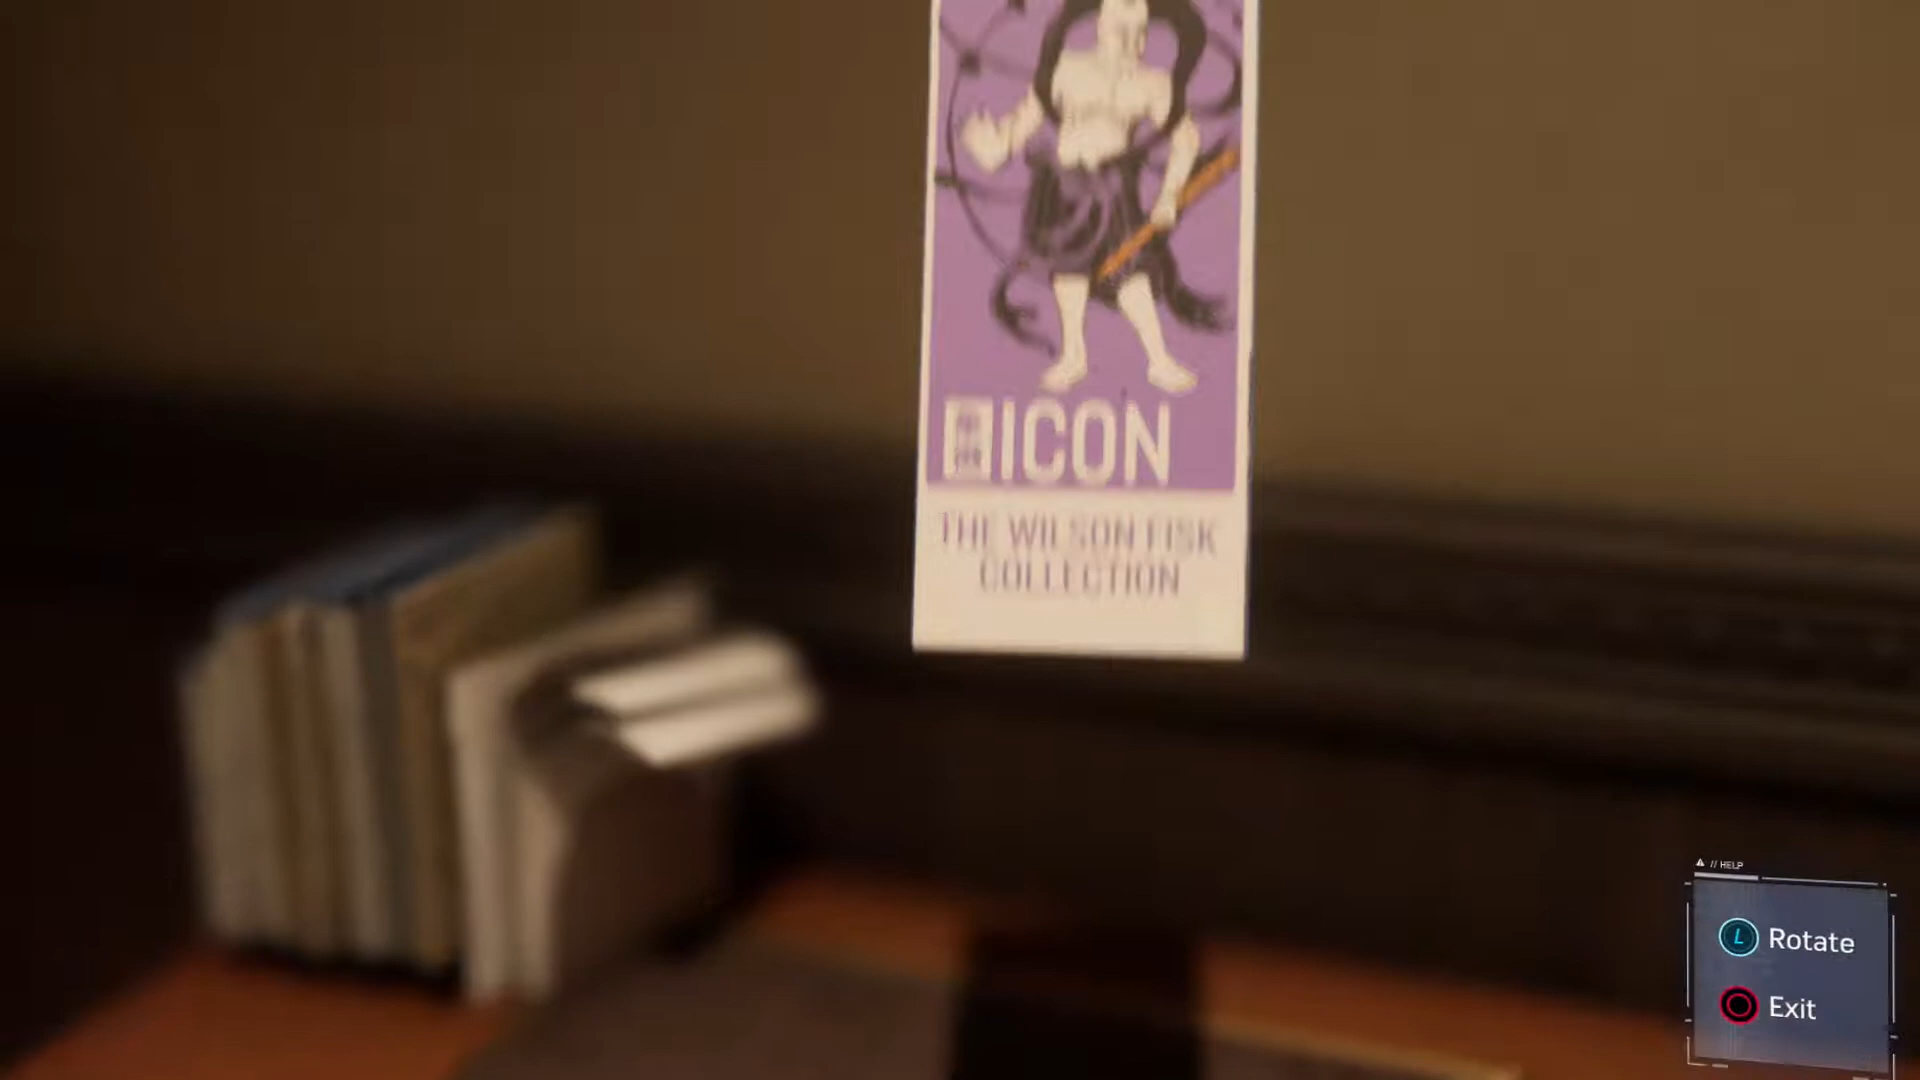 ICON
THE WILSON FISK
COLLECTION
// HELP
L Rotate
Exit